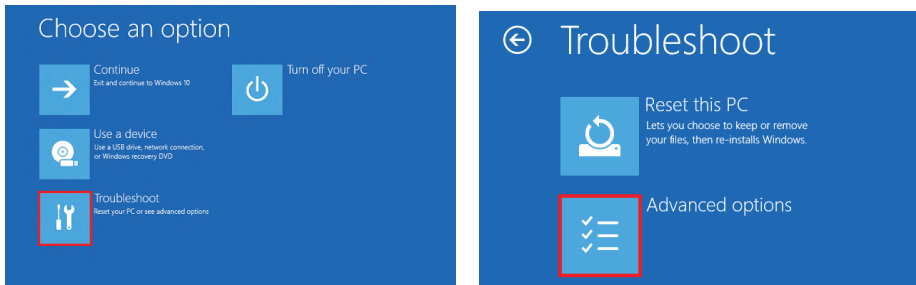 Choose an option
Continue
Exit and continue to Windows 10
Turn off your PC
Use a device
Use a USB drive, network connection,
or Windows recovery DVD
Troubleshoot
Reset your PC or see advanced options
Troubleshoot
Reset this PC
Lets you choose to keep or remove
your files, then re-installs Windows.
Advanced options